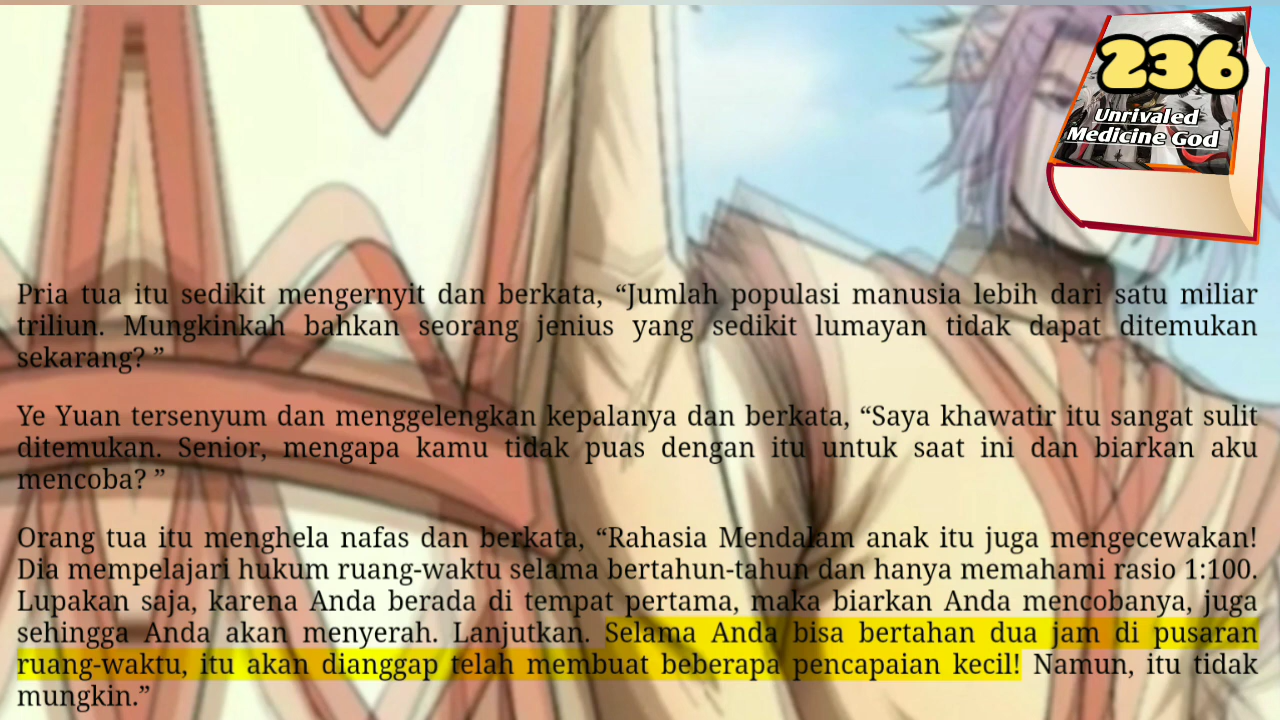 236
Unrivaled
Medicine God
Pria tua itu sedikit mengernyit dan berkata, “Jumlah populasi manusia lebih dari satu miliar
triliun. Mungkinkah bahkan seorang jenius yang sedikit lumayan tidak dapat ditemukan
sekarang? ”
Ye Yuan tersenyum dan menggelengkan kepalanya dan berkata, “Saya khawatir itu sangat sulit
ditemukan. Senior, mengapa kamu tidak puas dengan itu untuk saat ini dan biarkan aku
mencoba? ”
Orang tua itu menghela nafas dan berkata, “Rahasia Mendalam anak itu juga mengecewakan!
Dia mempelajari hukum ruang-waktu selama bertahun-tahun dan hanya memahami rasio 1:100.
Lupakan saja, karena Anda berada di tempat pertama, maka biarkan Anda mencobanya, juga
sehingga Anda akan menyerah. Lanjutkan. Selama Anda bisa bertahan dua jam di pusaran
ruang-waktu, itu akan dianggap telah membuat beberapa pencapaian kecil! Namun, itu tidak
mungkin.”